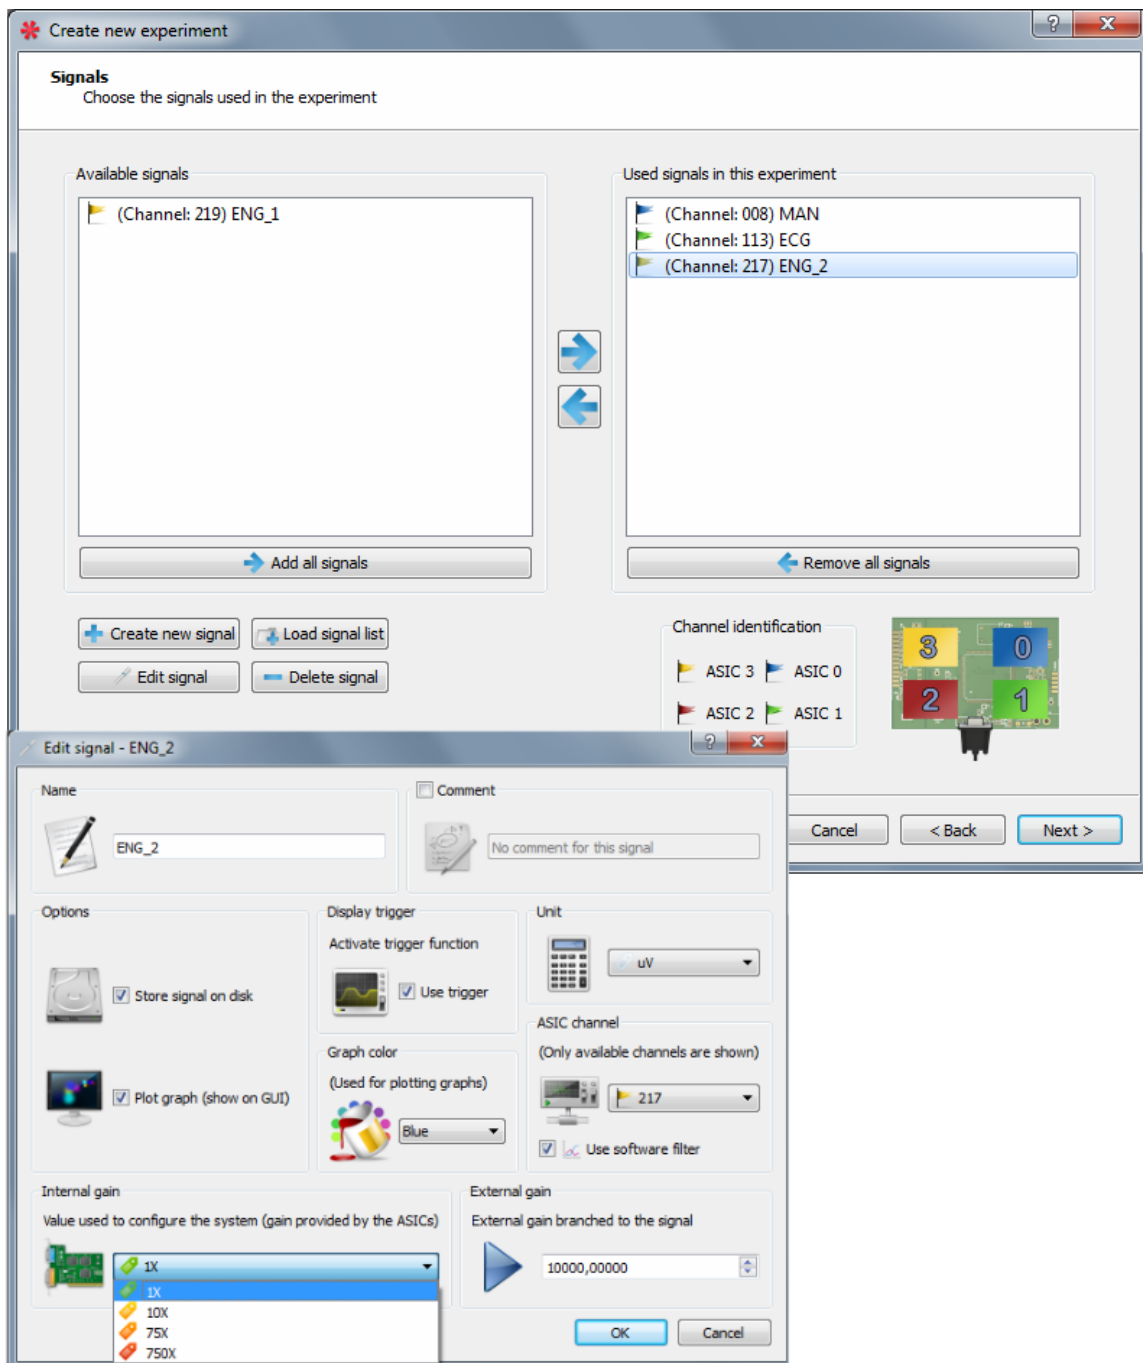 Create new experiment
Signals
Choose the signals used in the experiment
Available signals
(Channel: 219) ENG_1
Add all signals
Used signals in this experiment
(Channel: 008) MAN
(Channel: 113) ECG
(Channel: 217) ENG_2
Remove all signals
Create new signal
Load signal list
Edit signal
Delete signal
Channel identification
ASIC 3
ASIC 0
ASIC 2
ASIC 1
3
0
2
1
Cancel
< Back
Next >
Edit signal - ENG_2
Name
ENG_2
Comment
No comment for this signal
Options
Store signal on disk
Plot graph (show on GUI)
Display trigger
Activate trigger function
Use trigger
Graph color
(Used for plotting graphs)
Blue
Unit
uV
ASIC channel
(Only available channels are shown)
217
Use software filter
Internal gain
Value used to configure the system (gain provided by the ASICs)
1X
1X
10X
75X
750X
External gain
External gain branched to the signal
10000,00000
OK
Cancel